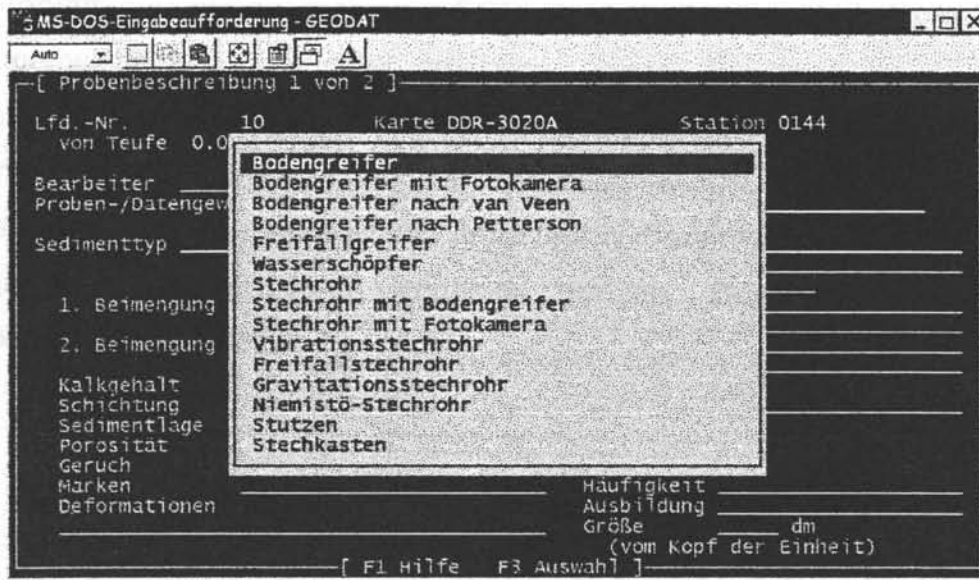 MS-DOS-Eingabeaufforderung - GEODAT
Auto
A
[ Probenbeschreibung 1 von 2 ]
Lfd.-Nr. 10 Karte DDR-3020A Station 0144
von Teufe 0.0
Bearbeiter
Proben-/Datengew
Sedimenttyp
1. Beimengung
2. Beimengung
Kalkgehalt
Schichtung
Sedimentlage
Porosität
Geruch
Marken
Deformationen
Bodengreifer
Bodengreifer mit Fotokamera
Bodengreifer nach van Veen
Bodengreifer nach Petterson
Freifallgreifer
Wasserschöpfer
Stechrohr
Stechrohr mit Bodengreifer
Stechrohr mit Fotokamera
Vibrationsstechrohr
Freifallstechrohr
Gravitationsstechrohr
Niemistö-Stechrohr
Stutzen
Stechkasten
Häufigkeit
Ausbildung
Größe dm
(vom Kopf der Einheit)
[ F1 Hilfe F3 Auswahl ]